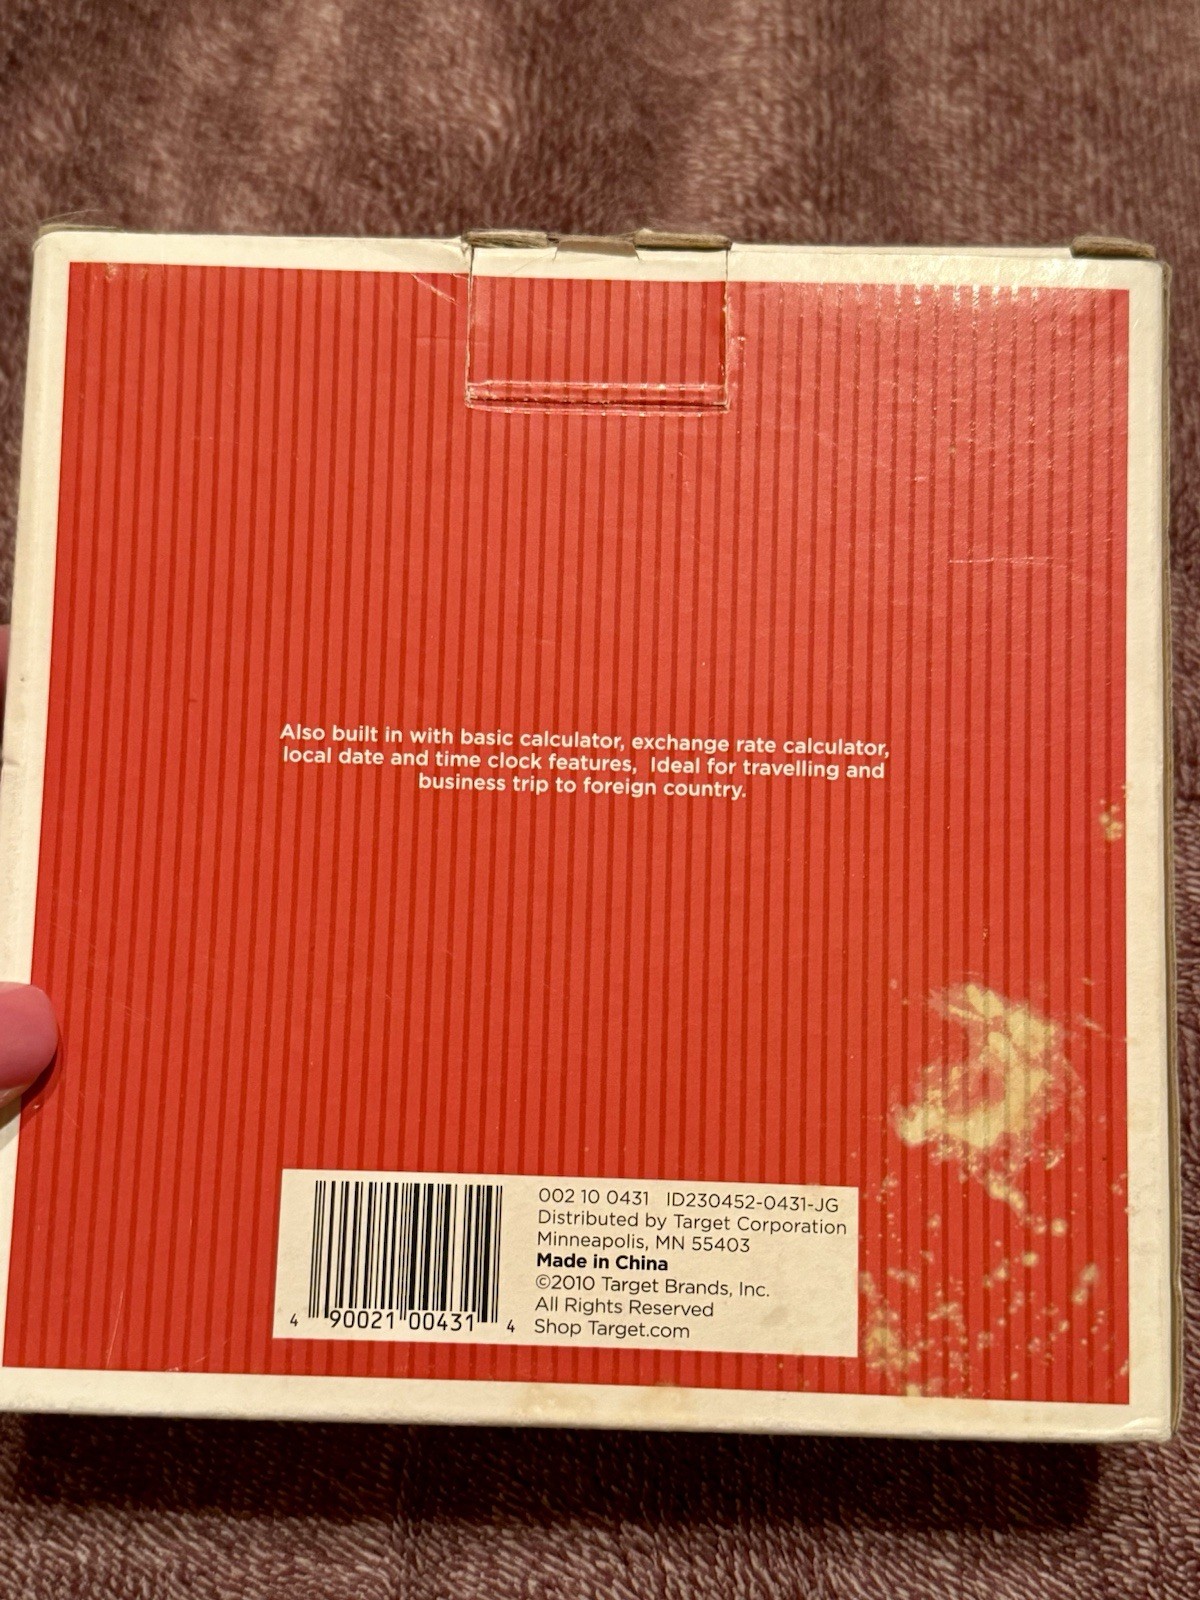 Also built in with basic calculator, exchange rate calculator,
local date and time clock features,  Ideal for travelling and
business trip to foreign country.
002 10 0431   ID230452-0431-JG
Distributed by Target Corporation
Minneapolis, MN 55403
Made in China
©2010 Target Brands, Inc.
All Rights Reserved
Shop Target.com
4 90021 00431 4